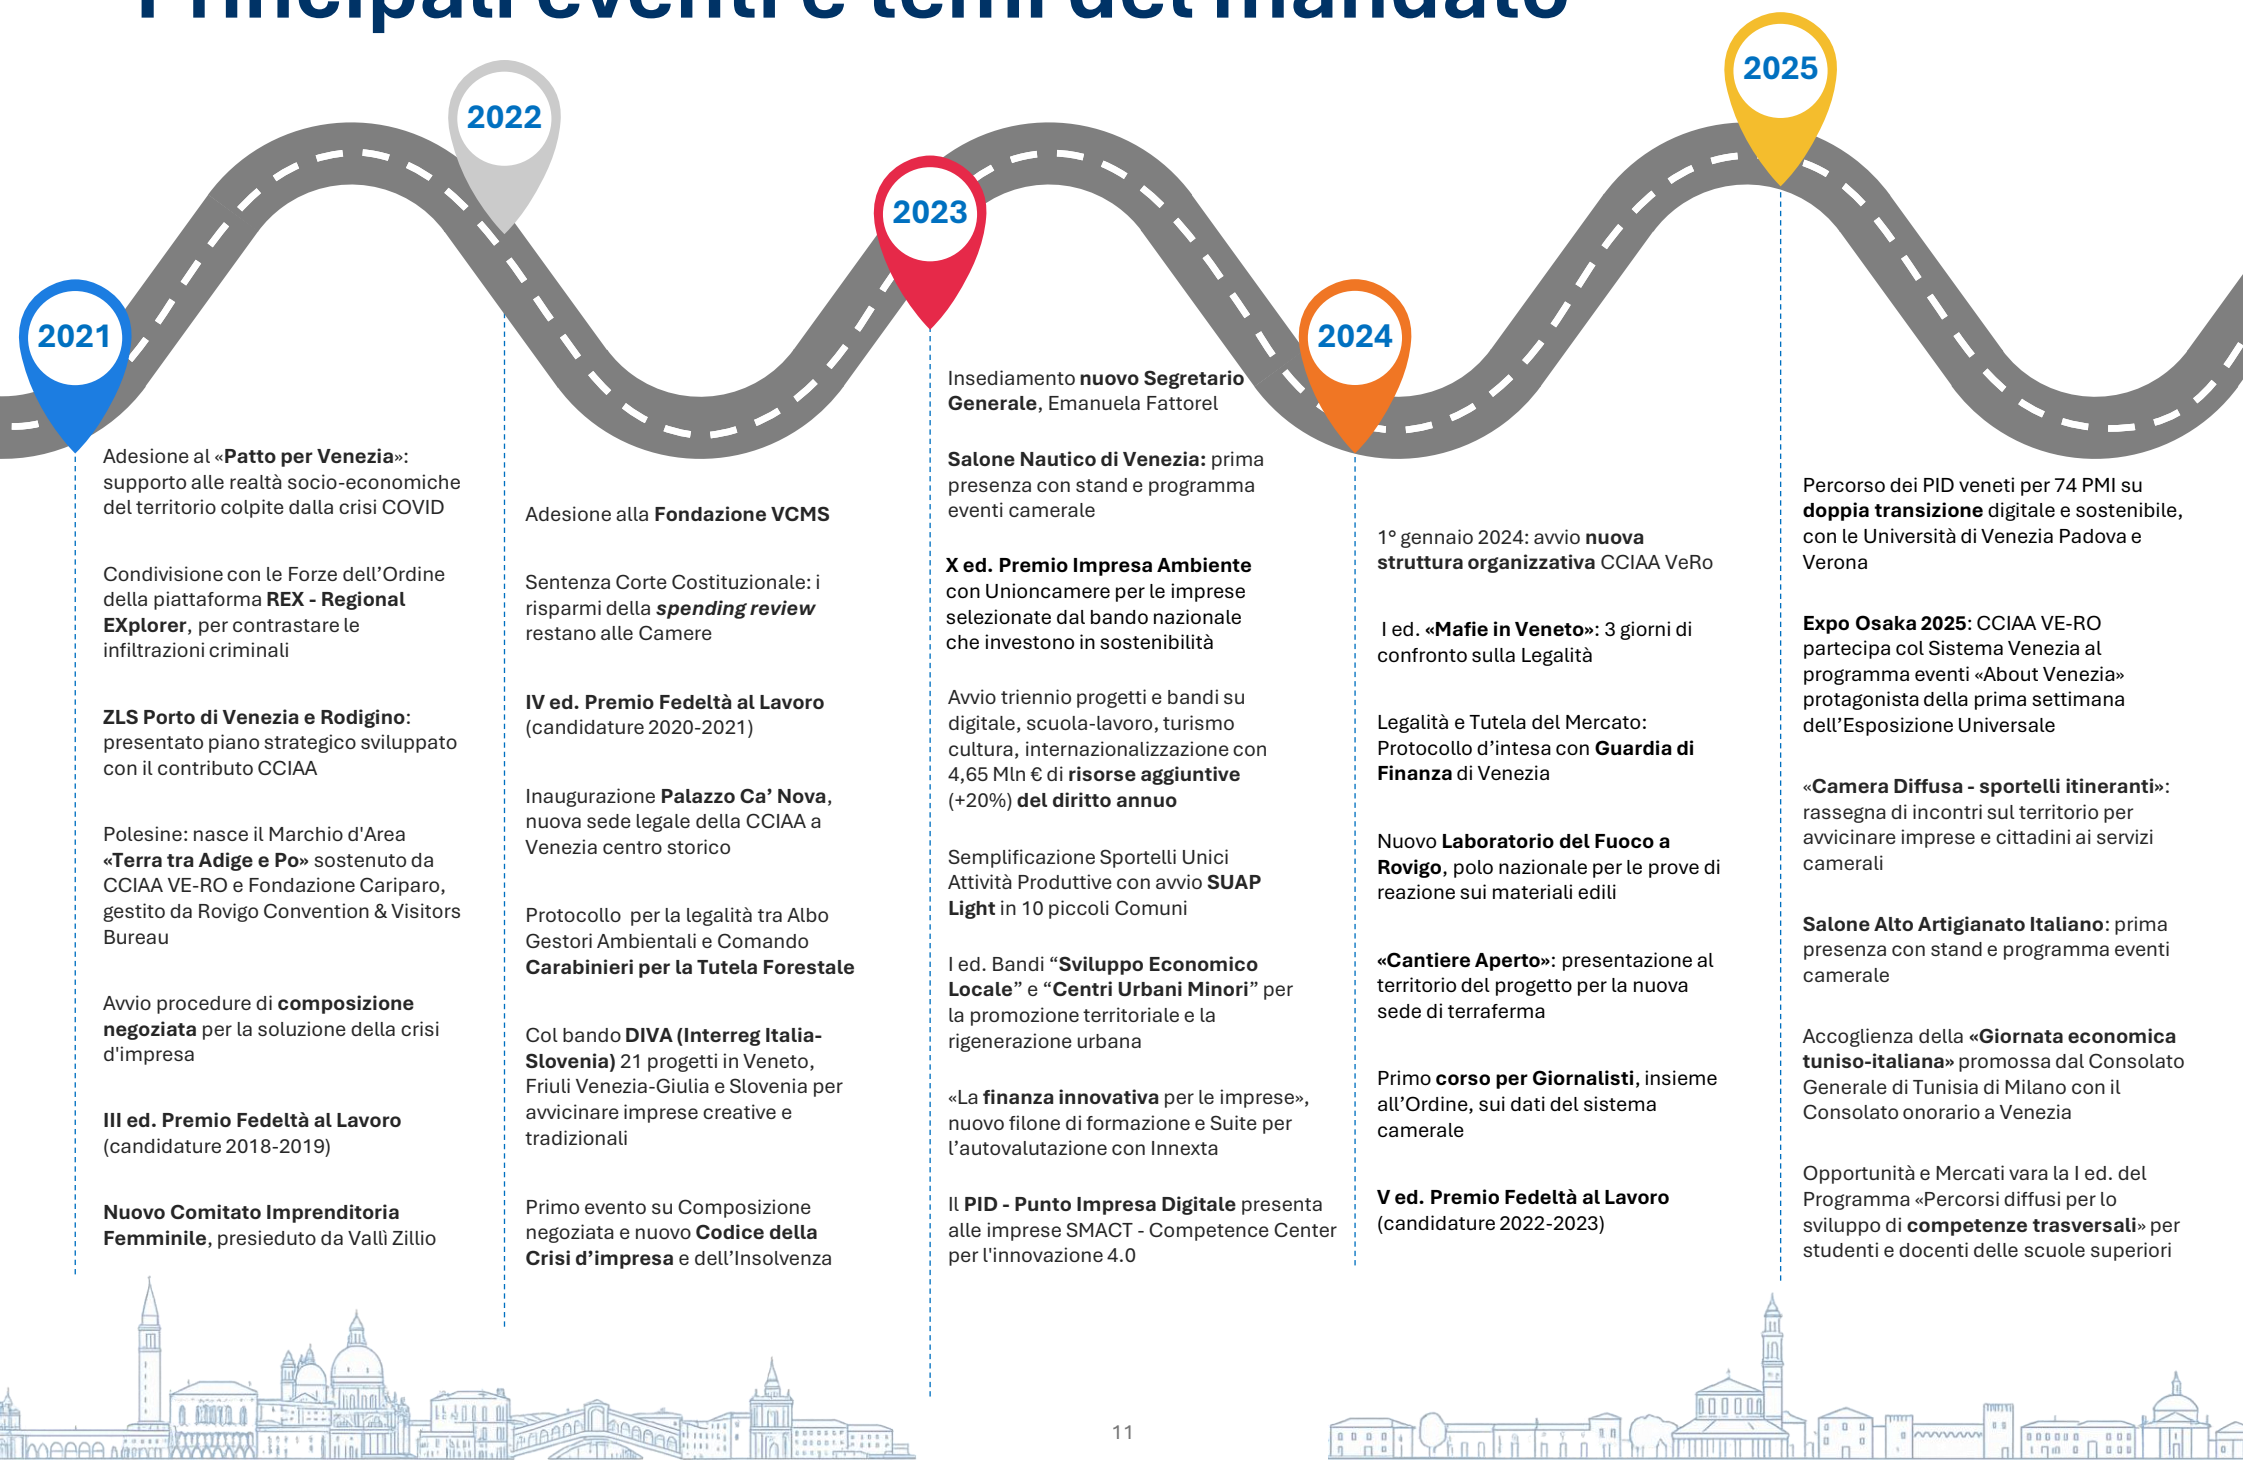 Principali eventi e temi del mandato
2021
Adesione al «Patto per Venezia»:
supporto alle realtà socio-economiche
del territorio colpite dalla crisi COVID
Condivisione con le Forze dell’Ordine
della piattaforma REX - Regional
EXplorer, per contrastare le
infiltrazioni criminali
ZLS Porto di Venezia e Rodigino:
presentato piano strategico sviluppato
con il contributo CCIAA
Polesine: nasce il Marchio d'Area
«Terra tra Adige e Po» sostenuto da
CCIAA VE-RO e Fondazione Cariparo,
gestito da Rovigo Convention & Visitors
Bureau
Avvio procedure di composizione
negoziata per la soluzione della crisi
d'impresa
III ed. Premio Fedeltà al Lavoro
(candidature 2018-2019)
Nuovo Comitato Imprenditoria
Femminile, presieduto da Vallì Zillio
2022
Adesione alla Fondazione VCMS
Sentenza Corte Costituzionale: i
risparmi della spending review
restano alle Camere
IV ed. Premio Fedeltà al Lavoro
(candidature 2020-2021)
Inaugurazione Palazzo Ca’ Nova,
nuova sede legale della CCIAA a
Venezia centro storico
Protocollo per la legalità tra Albo
Gestori Ambientali e Comando
Carabinieri per la Tutela Forestale
Col bando DIVA (Interreg Italia-
Slovenia) 21 progetti in Veneto,
Friuli Venezia-Giulia e Slovenia per
avvicinare imprese creative e
tradizionali
Primo evento su Composizione
negoziata e nuovo Codice della
Crisi d’impresa e dell’Insolvenza
2023
Insediamento nuovo Segretario
Generale, Emanuela Fattorel
Salone Nautico di Venezia: prima
presenza con stand e programma
eventi camerale
X ed. Premio Impresa Ambiente
con Unioncamere per le imprese
selezionate dal bando nazionale
che investono in sostenibilità
Avvio triennio progetti e bandi su
digitale, scuola-lavoro, turismo
cultura, internazionalizzazione con
4,65 Mln € di risorse aggiuntive
(+20%) del diritto annuo
Semplificazione Sportelli Unici
Attività Produttive con avvio SUAP
Light in 10 piccoli Comuni
I ed. Bandi “Sviluppo Economico
Locale” e “Centri Urbani Minori” per
la promozione territoriale e la
rigenerazione urbana
«La finanza innovativa per le imprese»,
nuovo filone di formazione e Suite per
l’autovalutazione con Innexta
Il PID - Punto Impresa Digitale presenta
alle imprese SMACT - Competence Center
per l'innovazione 4.0
2024
1° gennaio 2024: avvio nuova
struttura organizzativa CCIAA VeRo
I ed. «Mafie in Veneto»: 3 giorni di
confronto sulla Legalità
Legalità e Tutela del Mercato:
Protocollo d’intesa con Guardia di
Finanza di Venezia
Nuovo Laboratorio del Fuoco a
Rovigo, polo nazionale per le prove di
reazione sui materiali edili
«Cantiere Aperto»: presentazione al
territorio del progetto per la nuova
sede di terraferma
Primo corso per Giornalisti, insieme
all’Ordine, sui dati del sistema
camerale
V ed. Premio Fedeltà al Lavoro
(candidature 2022-2023)
2025
Percorso dei PID veneti per 74 PMI su
doppia transizione digitale e sostenibile,
con le Università di Venezia Padova e
Verona
Expo Osaka 2025: CCIAA VE-RO
partecipa col Sistema Venezia al
programma eventi «About Venezia»
protagonista della prima settimana
dell’Esposizione Universale
«Camera Diffusa - sportelli itineranti»:
rassegna di incontri sul territorio per
avvicinare imprese e cittadini ai servizi
camerali
Salone Alto Artigianato Italiano: prima
presenza con stand e programma eventi
camerale
Accoglienza della «Giornata economica
tuniso-italiana» promossa dal Consolato
Generale di Tunisia di Milano con il
Consolato onorario a Venezia
Opportunità e Mercati vara la I ed. del
Programma «Percorsi diffusi per lo
sviluppo di competenze trasversali» per
studenti e docenti delle scuole superiori
11